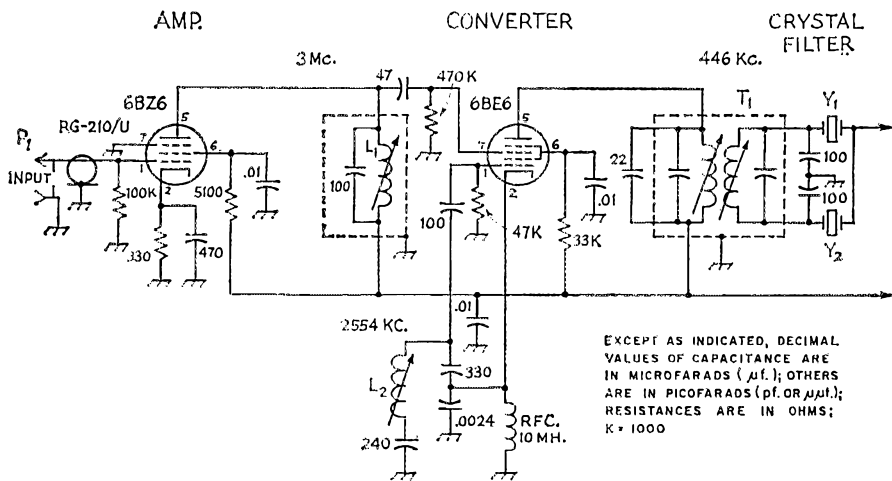 AMP.
CONVERTER
CRYSTAL
FILTER
3 Mc.
446 Kc.
47
470K
6BZ6
6BE6
T1
Y1
5
5
RG-210/U
P1
7
6
L1
7
6
22
100
INPUT
1
.01
1
100
2
100K
5100
100
2
.01
100
330
470
47K
33K
Y2
2554 KC.
.01
L2
330
.0024
RFC.
10 MH.
240
EXCEPT AS INDICATED, DECIMAL
VALUES OF CAPACITANCE ARE
IN MICROFARADS (µf.); OTHERS
ARE IN PICOFARADS (pf. OR µµf.);
RESISTANCES ARE IN OHMS;
K = 1000